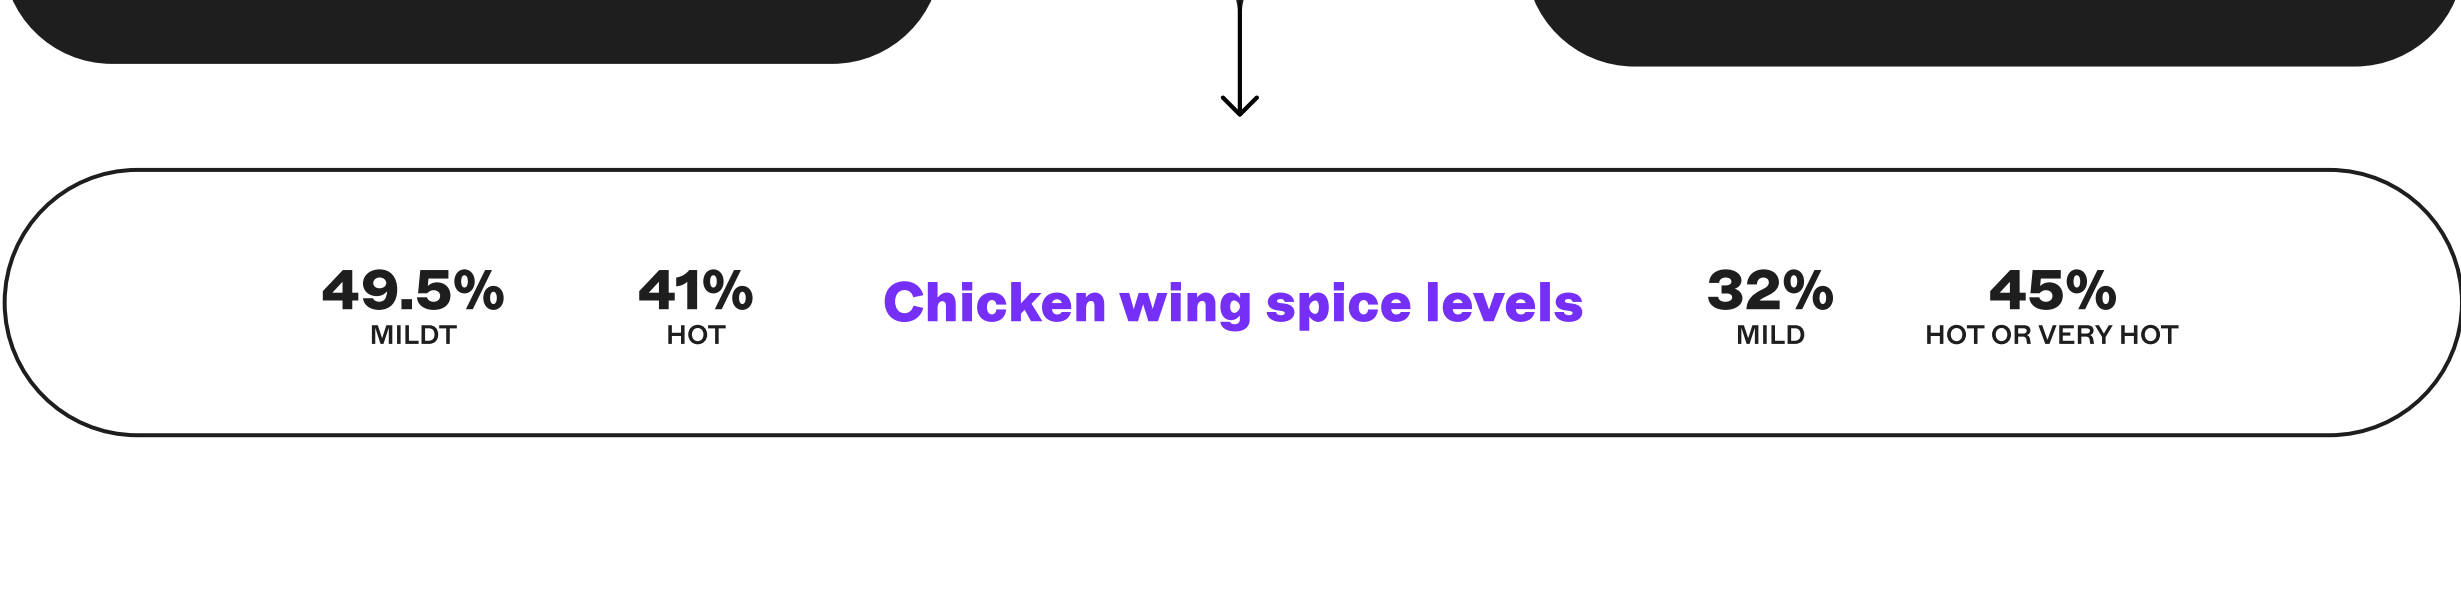 49.5%
MILDT
41%
HOT
Chicken wing spice levels
32%
MILD
45%
HOT OR VERY HOT